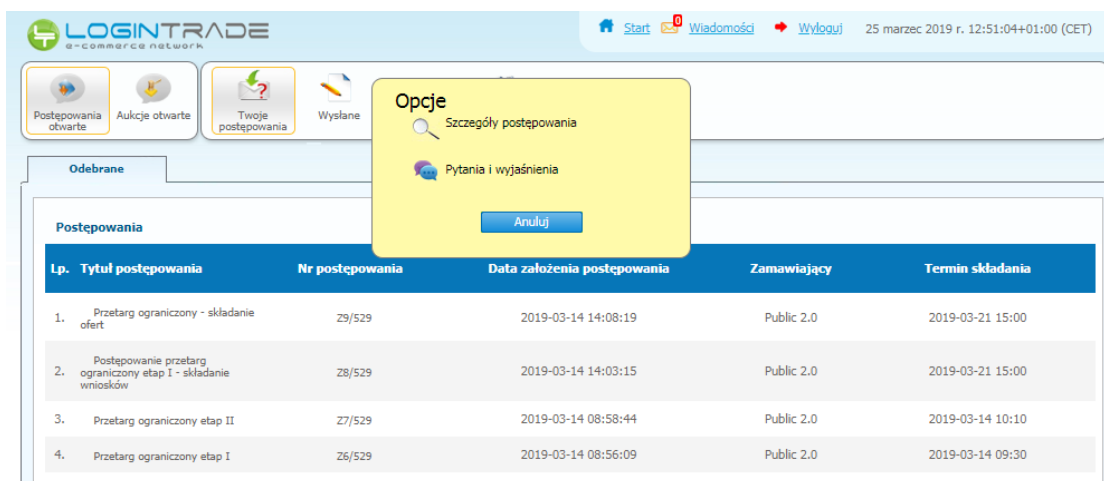 LOGINTRADE
e-commerce network
Start
0
Wiadomości
Wyloguj
25 marzec 2019 r. 12:51:04+01:00 (CET)
Postępowania
otwarte
Aukcje otwarte
Twoje
postępowania
Wysłane
Opcje
Szczegóły postępowania
Pytania i wyjaśnienia
Anuluj
Odebrane
Postępowania
Lp. Tytuł postępowania Nr postępowania Data założenia postępowania Zamawiający Termin składania
1. Przetarg ograniczony - składanie
ofert
Z9/529 2019-03-14 14:08:19 Public 2.0 2019-03-21 15:00
2. Postępowanie przetarg
ograniczony etap I - składanie
wniosków
Z8/529 2019-03-14 14:03:15 Public 2.0 2019-03-21 15:00
3. Przetarg ograniczony etap II Z7/529 2019-03-14 08:58:44 Public 2.0 2019-03-14 10:10
4. Przetarg ograniczony etap I Z6/529 2019-03-14 08:56:09 Public 2.0 2019-03-14 09:30